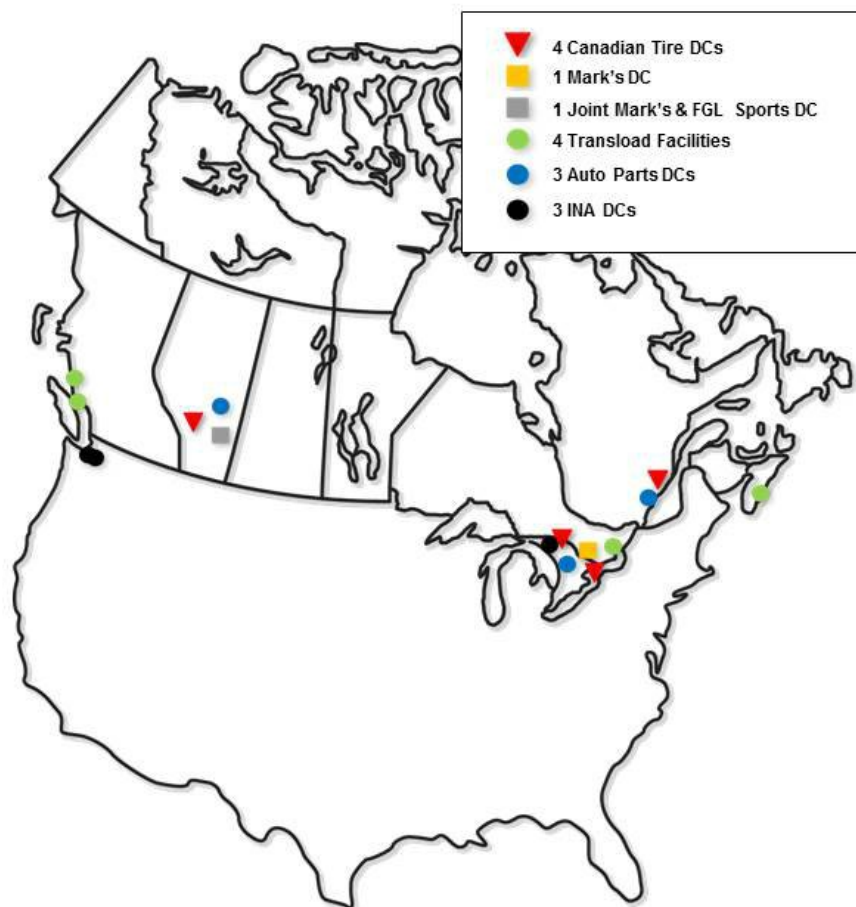 4 Canadian Tire DCs
1 Mark's DC
1 Joint Mark's & FGL Sports DC
4 Transload Facilities
3 Auto Parts DCs
3 INA DCs